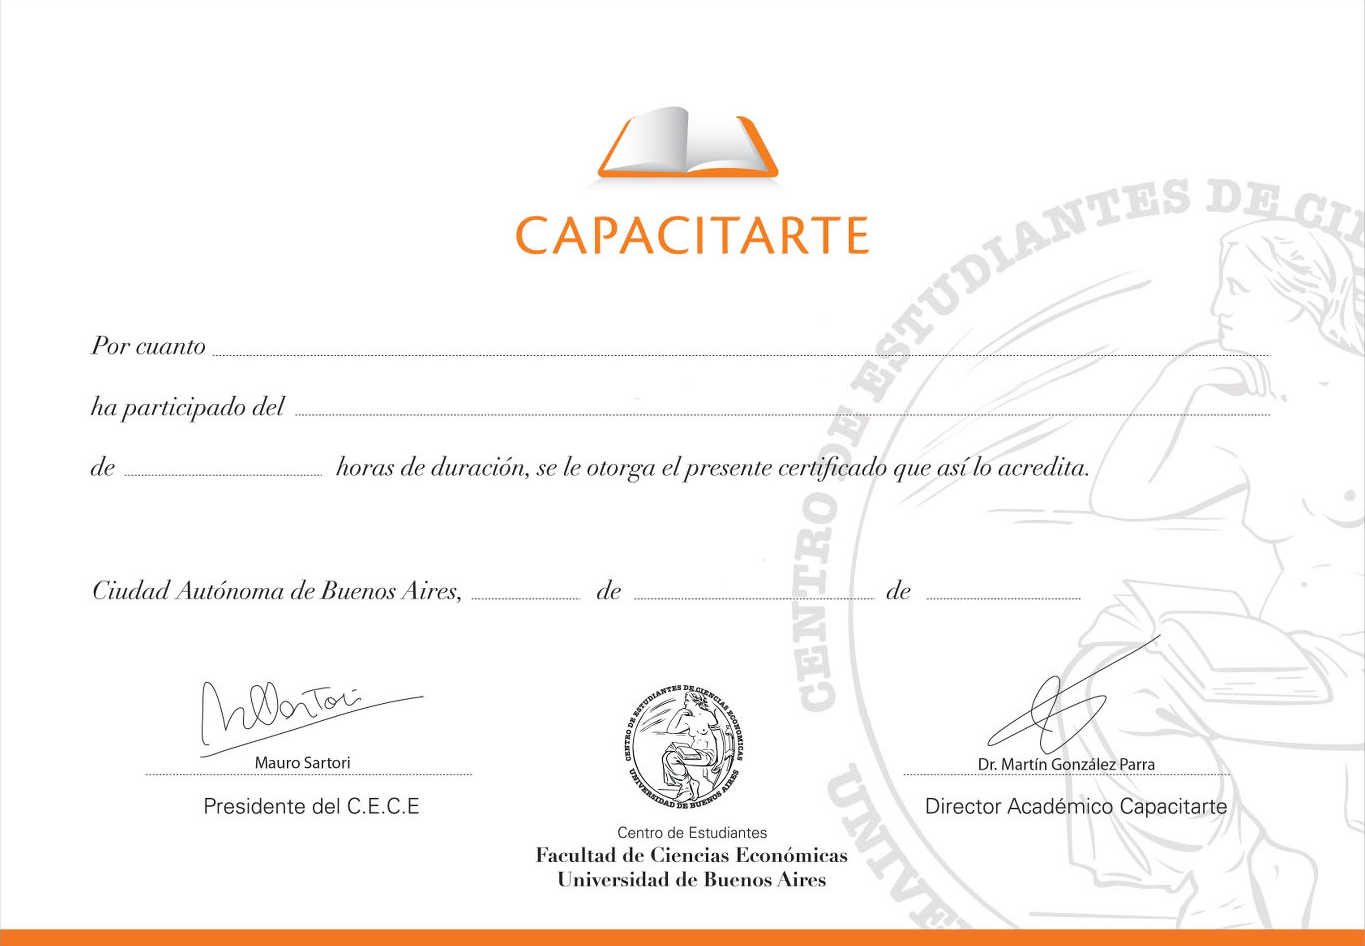 CAPACITARTE
Por cuanto
ha participado del
de horas de duración, se le otorga el presente certificado que así lo acredita.
Ciudad Autónoma de Buenos Aires, de de
Mauro Sartori
Presidente del C.E.C.E
CENTRO DE ESTUDIANTES DE CIENCIAS ECONOMICAS
UNIVERSIDAD DE BUENOS AIRES
Centro de Estudiantes
Facultad de Ciencias Económicas
Universidad de Buenos Aires
Dr. Martín González Parra
Director Académico Capacitarte
CENTRO DE ESTUDIANTES DE CI
UNIVE